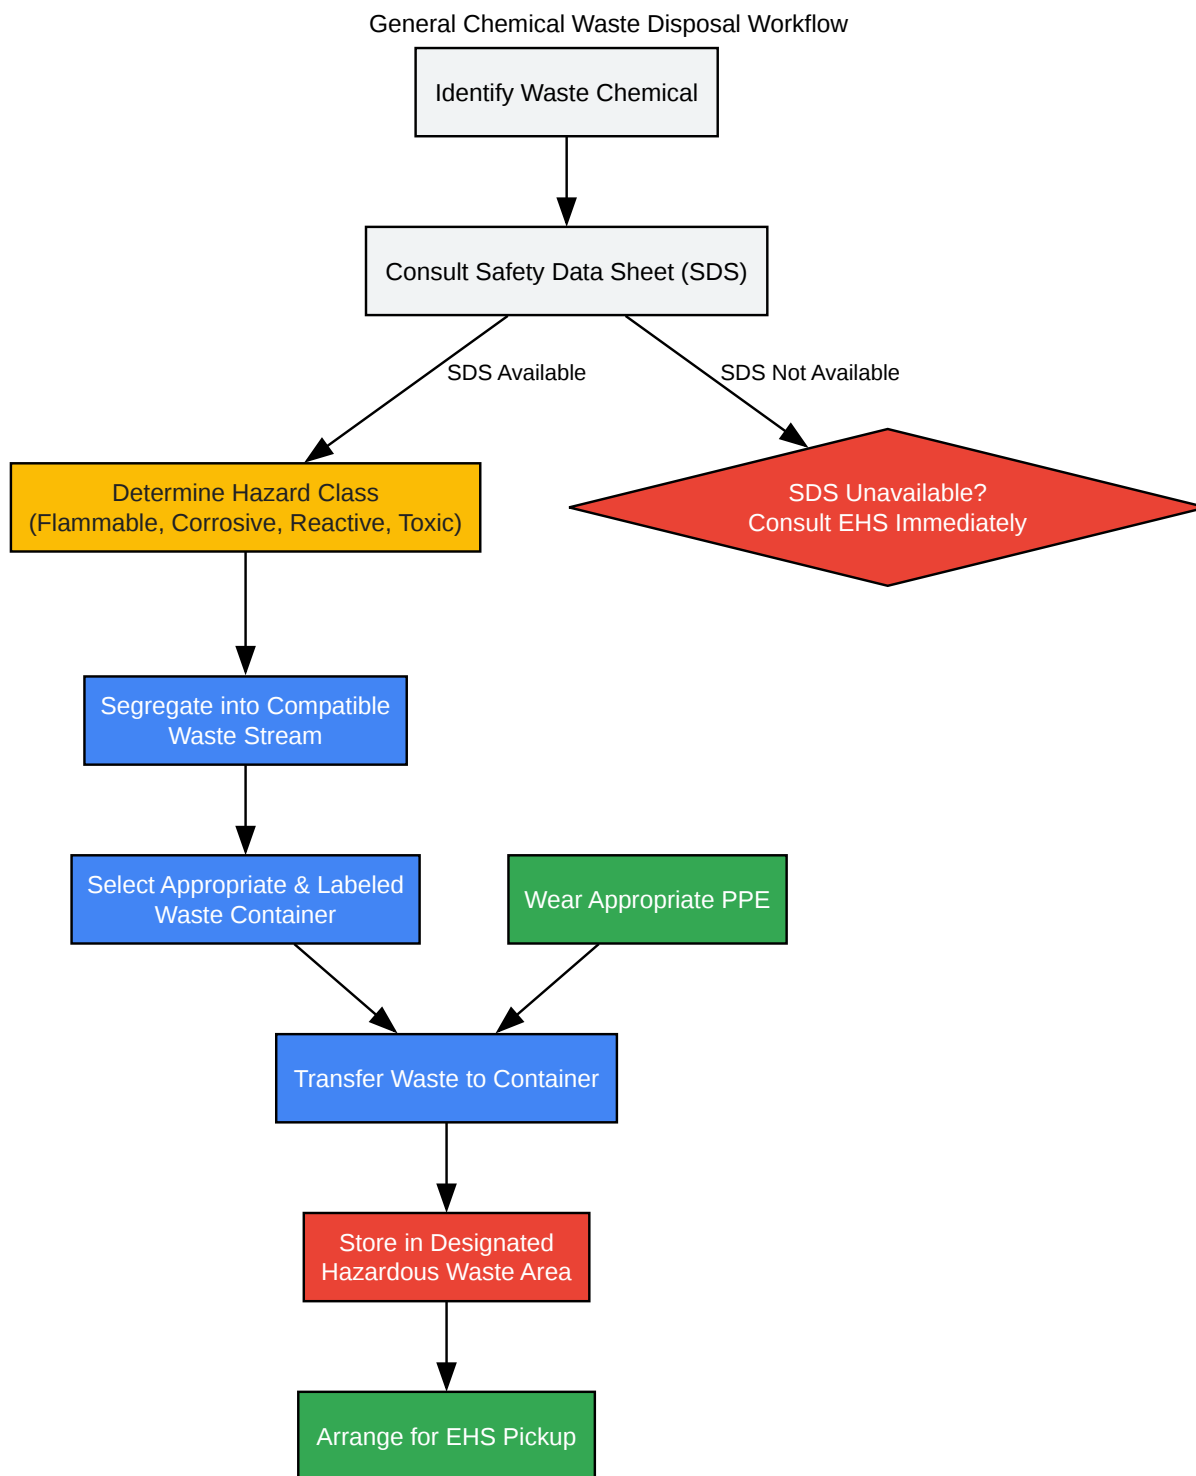 General Chemical Waste Disposal Workflow
Identify Waste Chemical
Consult Safety Data Sheet (SDS)
SDS Available
SDS Not Available
Determine Hazard Class
(Flammable, Corrosive, Reactive, Toxic)
SDS Unavailable?
Consult EHS Immediately
Segregate into Compatible
Waste Stream
Select Appropriate & Labeled
Waste Container
Wear Appropriate PPE
Transfer Waste to Container
Store in Designated
Hazardous Waste Area
Arrange for EHS Pickup